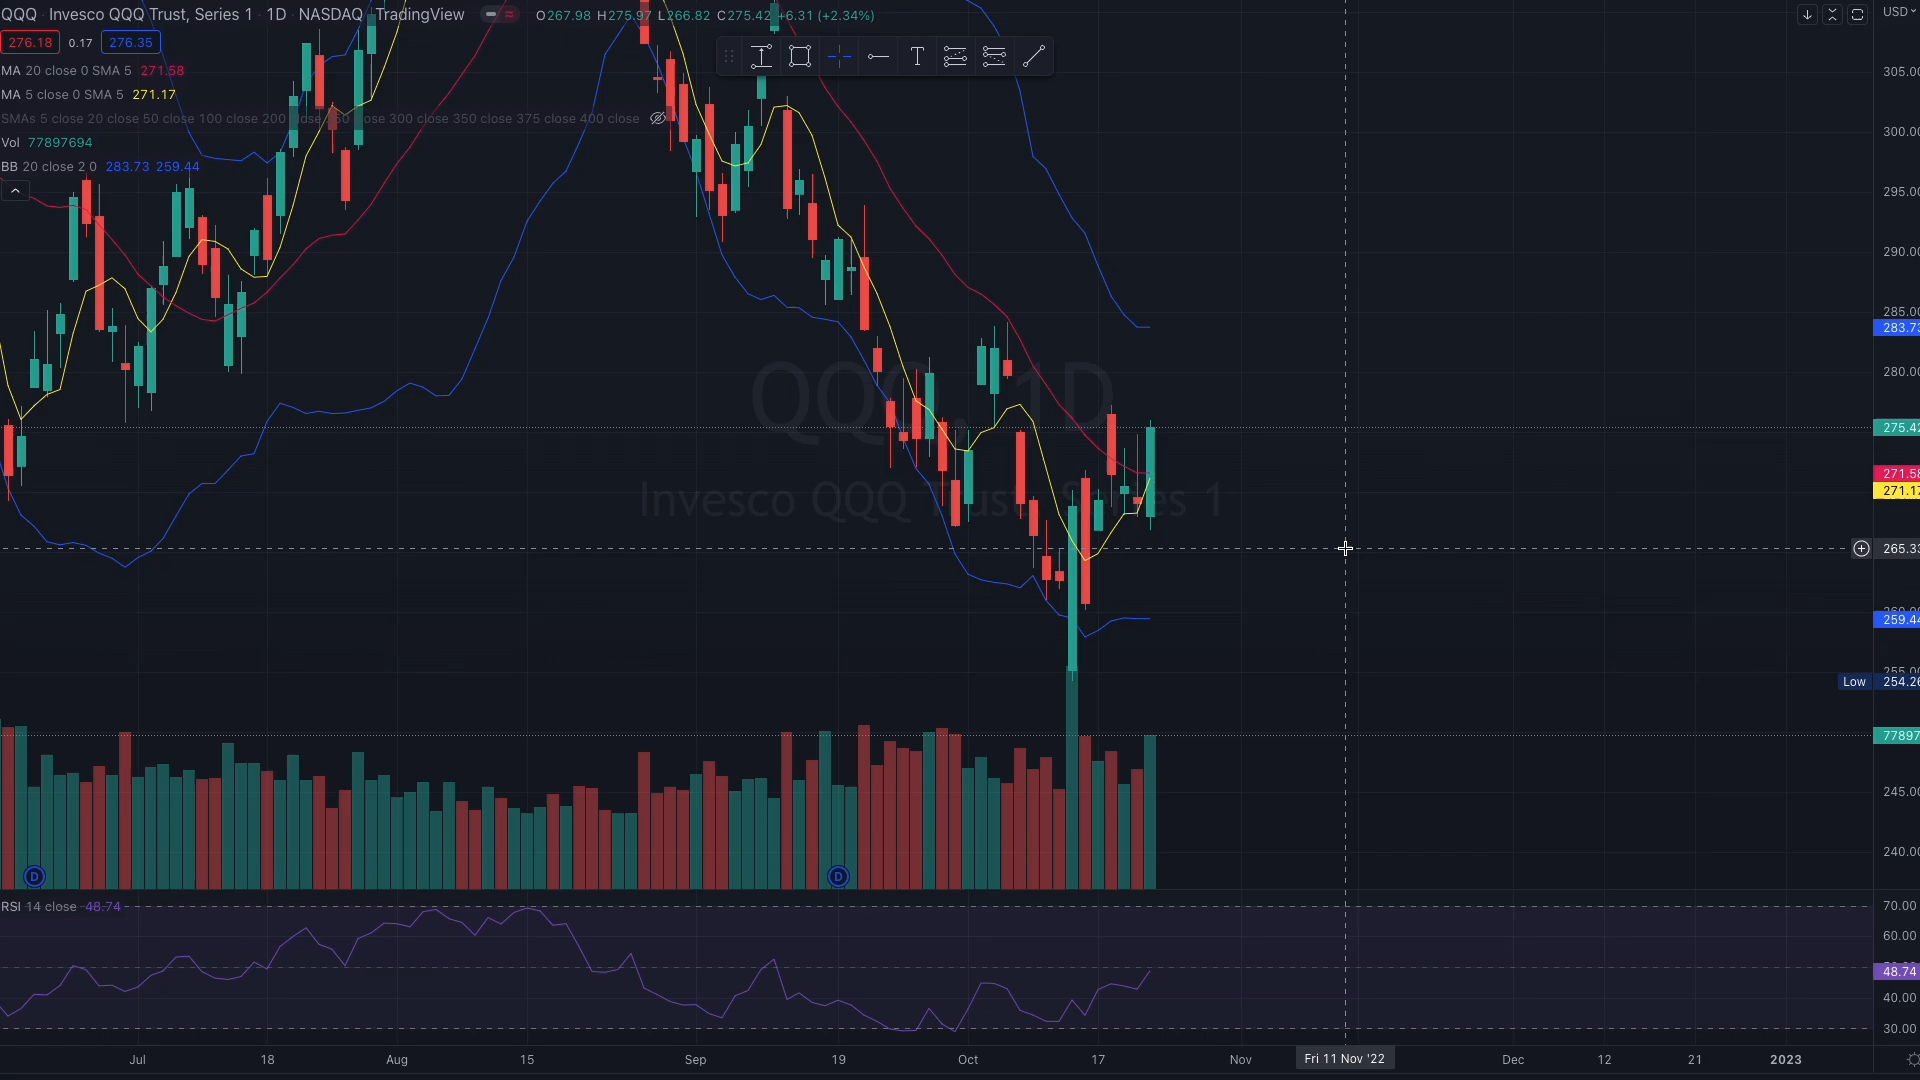 QQQ · Invesco QQQ Trust, Series 1 · 1D · NASDAQ · TradingView
O267.98 H275.97 L266.82 C275.42 +6.31 (+2.34%)
USD
276.18 0.17 276.35
MA 20 close 0 SMA 5 271.58
MA 5 close 0 SMA 5 271.17
SMAs 5 close 20 close 50 close 100 close 200 close 250 close 300 close 350 close 375 close 400 close
Vol 77897694
BB 20 close 2 0 283.73 259.44
T
QQQ, 1D
Invesco QQQ Trust, Series 1
305.00
300.00
295.00
290.00
285.00
283.73
280.00
275.42
271.58
271.17
265.33
260.00
259.44
255.00
Low 254.26
77897
245.00
240.00
D D
RSI 14 close 48.74
70.00
60.00
48.74
40.00
30.00
Jul 18 Aug 15 Sep 19 Oct 17 Nov Fri 11 Nov '22 Dec 12 21 2023